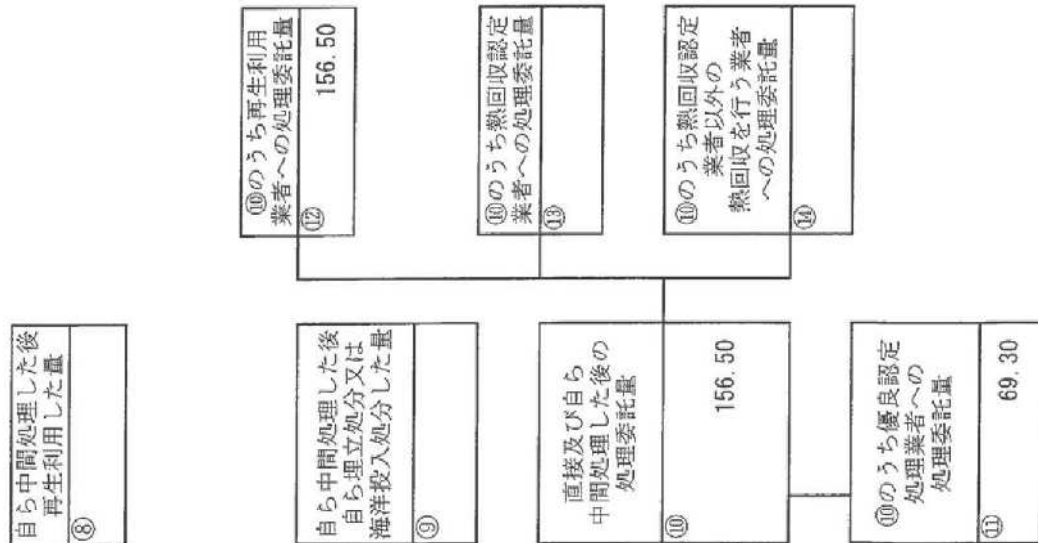 自ら中間処理した後
再生利用した量
⑧
自ら中間処理した後
自ら埋立処分又は
海洋投入処分した量
⑨
直接及び自ら
中間処理した後の
処理委託量
⑩
156.50
⑩のうち優良認定
処理業者への
処理委託量
⑪
69.30
⑩のうち再生利用
業者への処理委託量
⑫
156.50
⑩のうち熱回収認定
業者への処理委託量
⑬
⑩のうち熱回収認定
業者以外の
熱回収を行う業者
への処理委託量
⑭